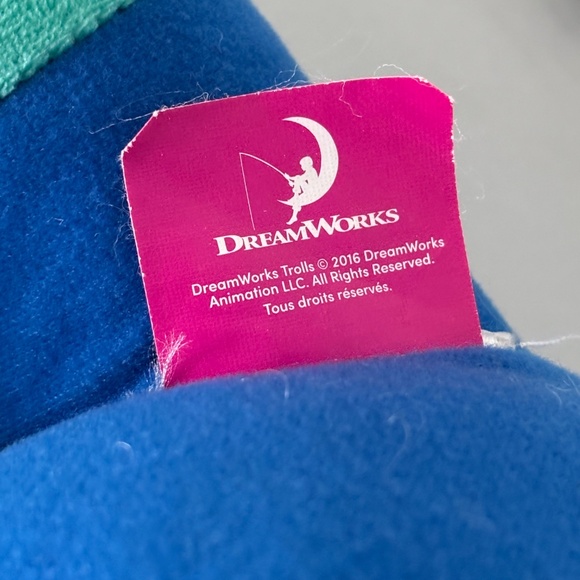 DREAMWORKS
DreamWorks Trolls © 2016 DreamWorks
Animation LLC. All Rights Reserved.
Tous droits réservés.